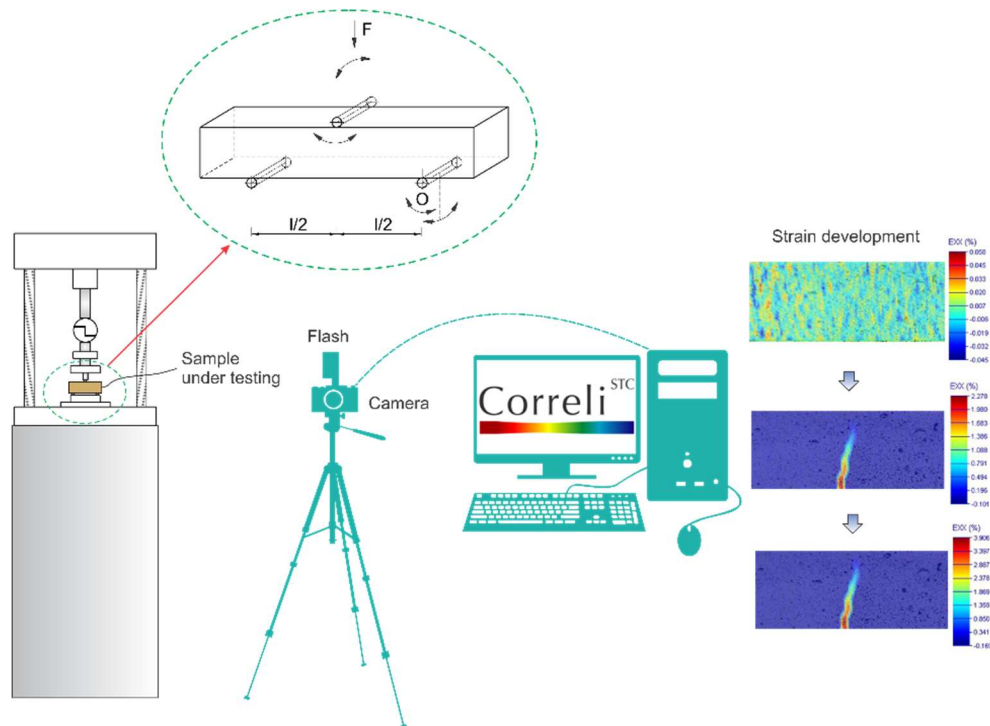 F
O
l/2
l/2
Sample
under testing
Flash
Camera
Correli STC
Strain development
EXX (%)
0.058
0.046
0.033
0.020
0.007
-0.006
-0.019
-0.032
-0.045
EXX (%)
2.279
1.980
1.683
1.386
1.088
0.791
0.494
0.196
-0.101
EXX (%)
3.906
3.397
2.887
2.378
1.869
1.359
0.850
0.341